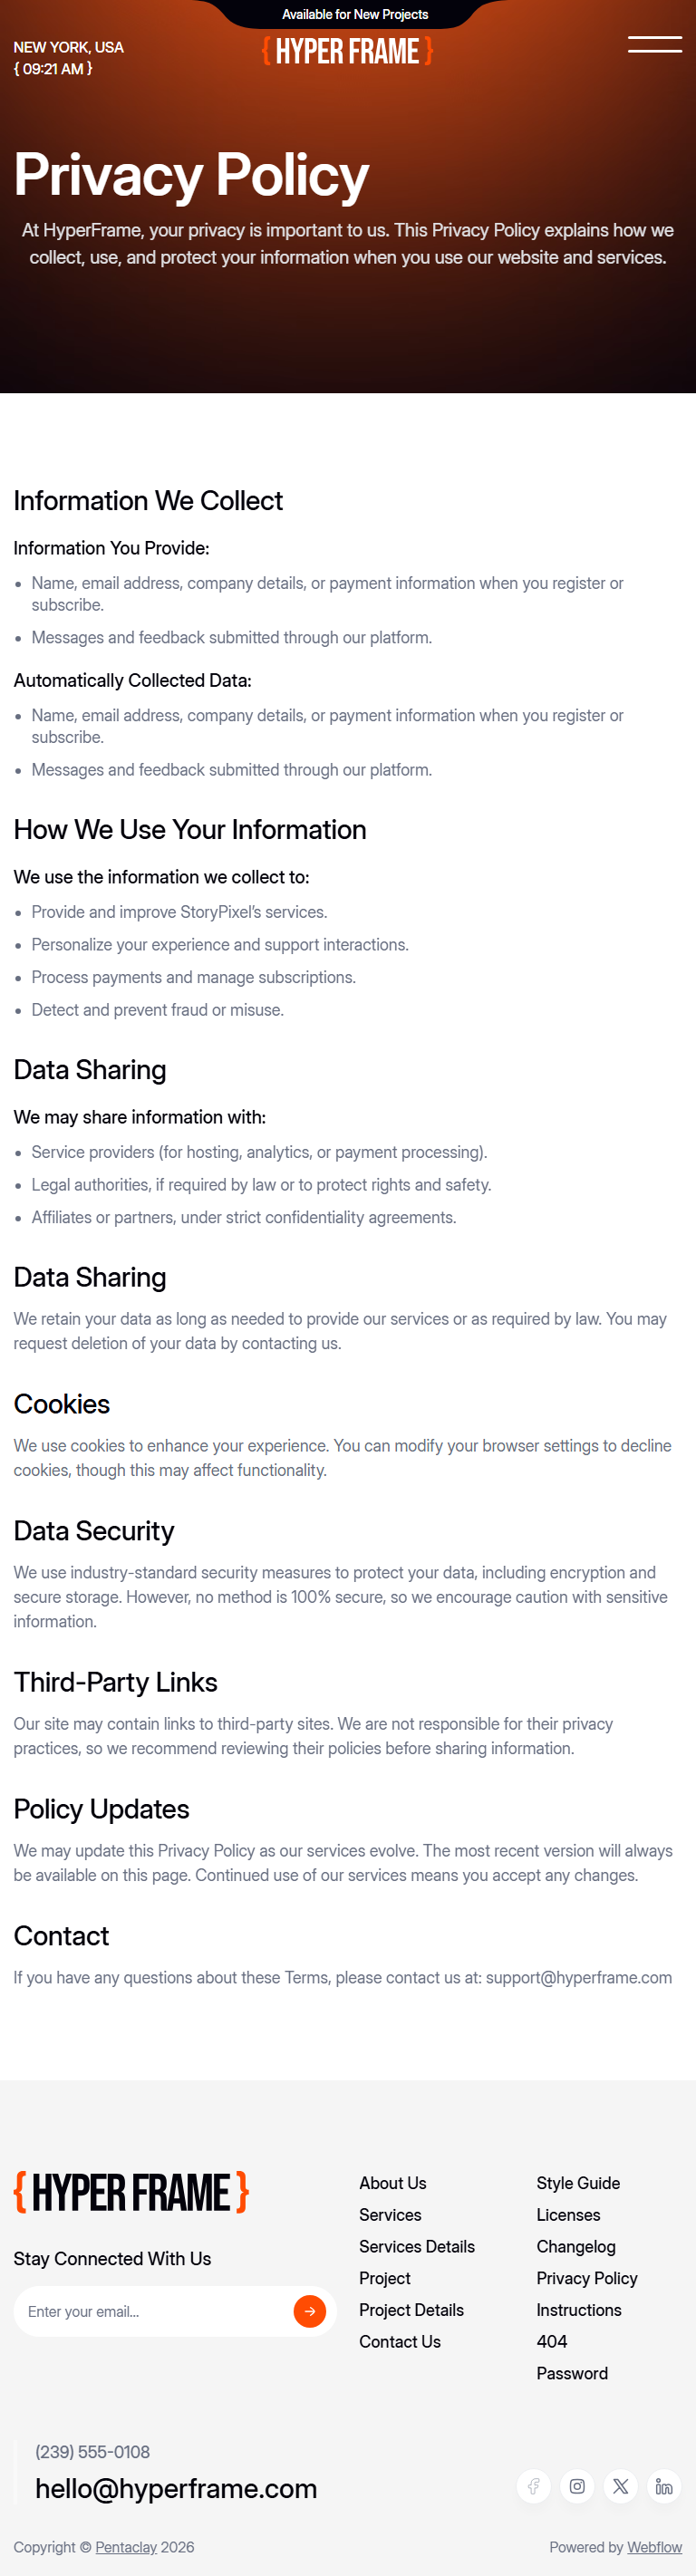 Available for New Projects
NEW YORK, USA
{ 09:21 AM }
{ HYPER FRAME }
Privacy Policy
At HyperFrame, your privacy is important to us. This Privacy Policy explains how we
collect, use, and protect your information when you use our website and services.
Information We Collect
Information You Provide:
• Name, email address, company details, or payment information when you register or
subscribe.
• Messages and feedback submitted through our platform.
Automatically Collected Data:
• Name, email address, company details, or payment information when you register or
subscribe.
• Messages and feedback submitted through our platform.
How We Use Your Information
We use the information we collect to:
• Provide and improve StoryPixel's services.
• Personalize your experience and support interactions.
• Process payments and manage subscriptions.
• Detect and prevent fraud or misuse.
Data Sharing
We may share information with:
• Service providers (for hosting, analytics, or payment processing).
• Legal authorities, if required by law or to protect rights and safety.
• Affiliates or partners, under strict confidentiality agreements.
Data Sharing
We retain your data as long as needed to provide our services or as required by law. You may
request deletion of your data by contacting us.
Cookies
We use cookies to enhance your experience. You can modify your browser settings to decline
cookies, though this may affect functionality.
Data Security
We use industry-standard security measures to protect your data, including encryption and
secure storage. However, no method is 100% secure, so we encourage caution with sensitive
information.
Third-Party Links
Our site may contain links to third-party sites. We are not responsible for their privacy
practices, so we recommend reviewing their policies before sharing information.
Policy Updates
We may update this Privacy Policy as our services evolve. The most recent version will always
be available on this page. Continued use of our services means you accept any changes.
Contact
If you have any questions about these Terms, please contact us at: support@hyperframe.com
{ HYPER FRAME }
Stay Connected With Us
Enter your email...
About Us
Services
Services Details
Project
Project Details
Contact Us
Style Guide
Licenses
Changelog
Privacy Policy
Instructions
404
Password
(239) 555-0108
hello@hyperframe.com
Copyright © Pentaclay 2026
Powered by Webflow